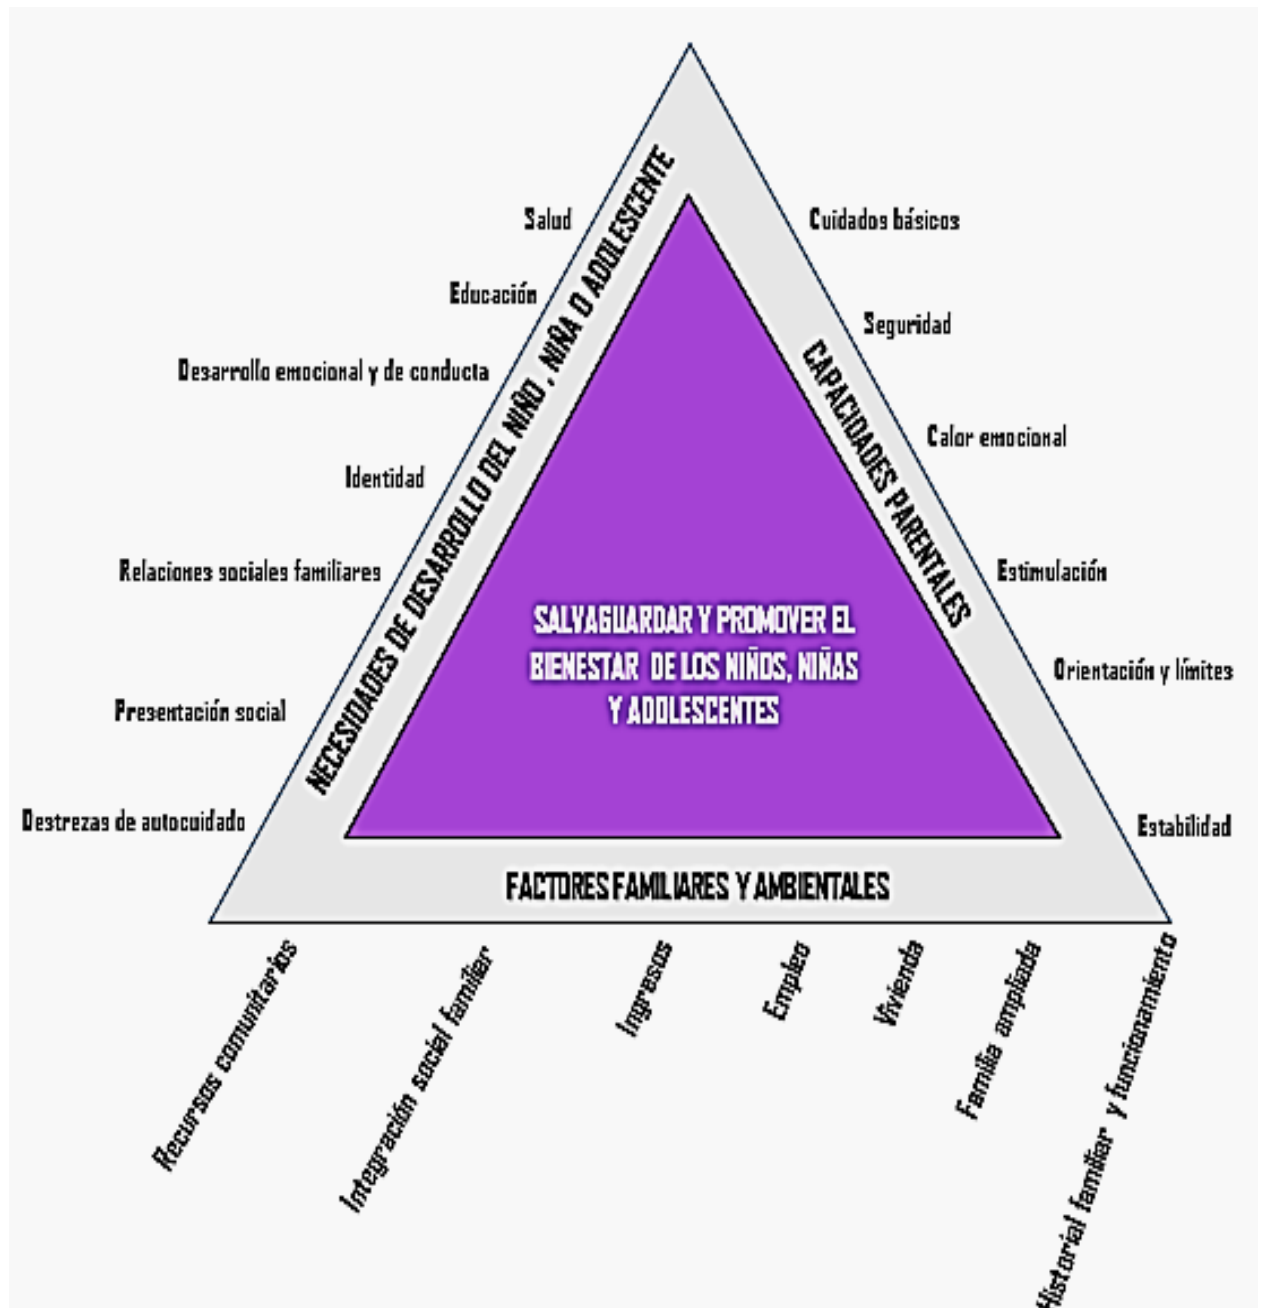 Salud
Educación
Desarrollo emocional y de conducta
Identidad
Relaciones sociales familiares
Presentación social
Destrezas de autocuidado
NECESIDADES DE DESARROLLO DEL NIÑO , NIÑA O ADOLESCENTE
CAPACIDADES PARENTALES
Cuidados básicos
Seguridad
Calor emocional
Estimulación
Orientación y límites
Estabilidad
SALVAGUARDAR Y PROMOVER EL
BIENESTAR DE LOS NIÑOS, NIÑAS
Y ADOLESCENTES
FACTORES FAMILIARES Y AMBIENTALES
Recursos comunitarios
Integración social familiar
Ingresos
Empleo
Vivienda
Familia ampliada
Historial familiar y funcionamiento